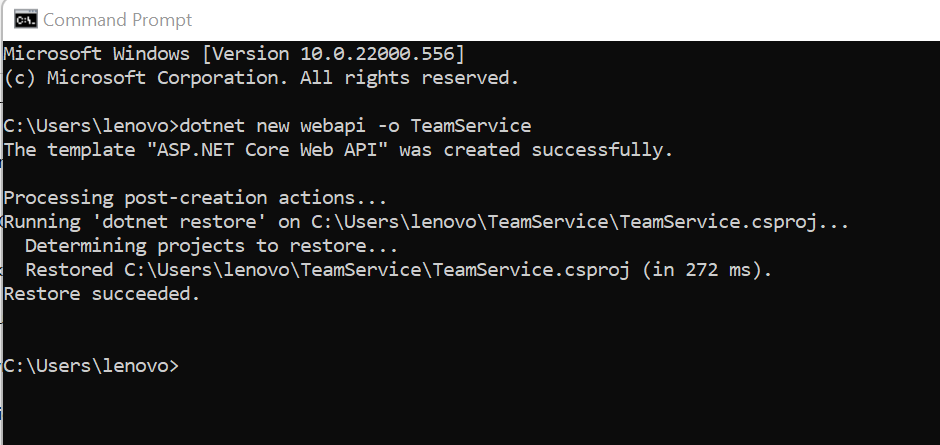 Command Prompt
Microsoft Windows [Version 10.0.22000.556]
(c) Microsoft Corporation. All rights reserved.
C:\Users\lenovo>dotnet new webapi -o TeamService
The template "ASP.NET Core Web API" was created successfully.
Processing post-creation actions...
Running 'dotnet restore' on C:\Users\lenovo\TeamService\TeamService.csproj...
  Determining projects to restore...
  Restored C:\Users\lenovo\TeamService\TeamService.csproj (in 272 ms).
Restore succeeded.
C:\Users\lenovo>